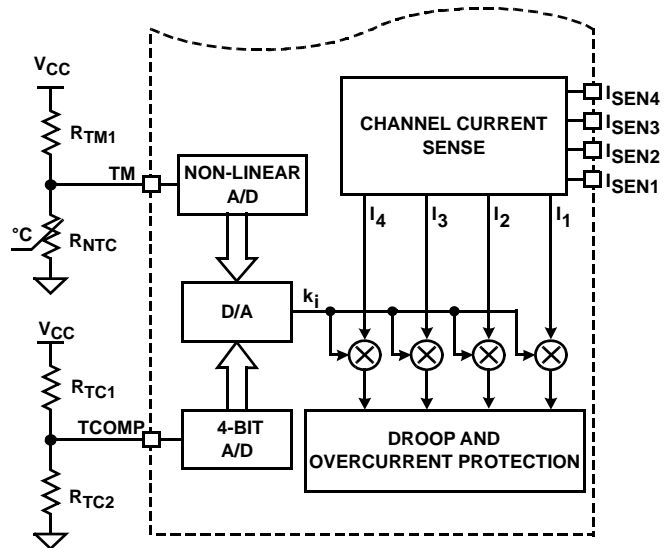 VCC
RTM1
TM
°C
RNTC
VCC
RTC1
TCOMP
RTC2
NON-LINEAR
A/D
D/A
ki
4-BIT
A/D
CHANNEL CURRENT
SENSE
ISEN4
ISEN3
ISEN2
ISEN1
I4
I3
I2
I1
DROOP AND
OVERCURRENT PROTECTION